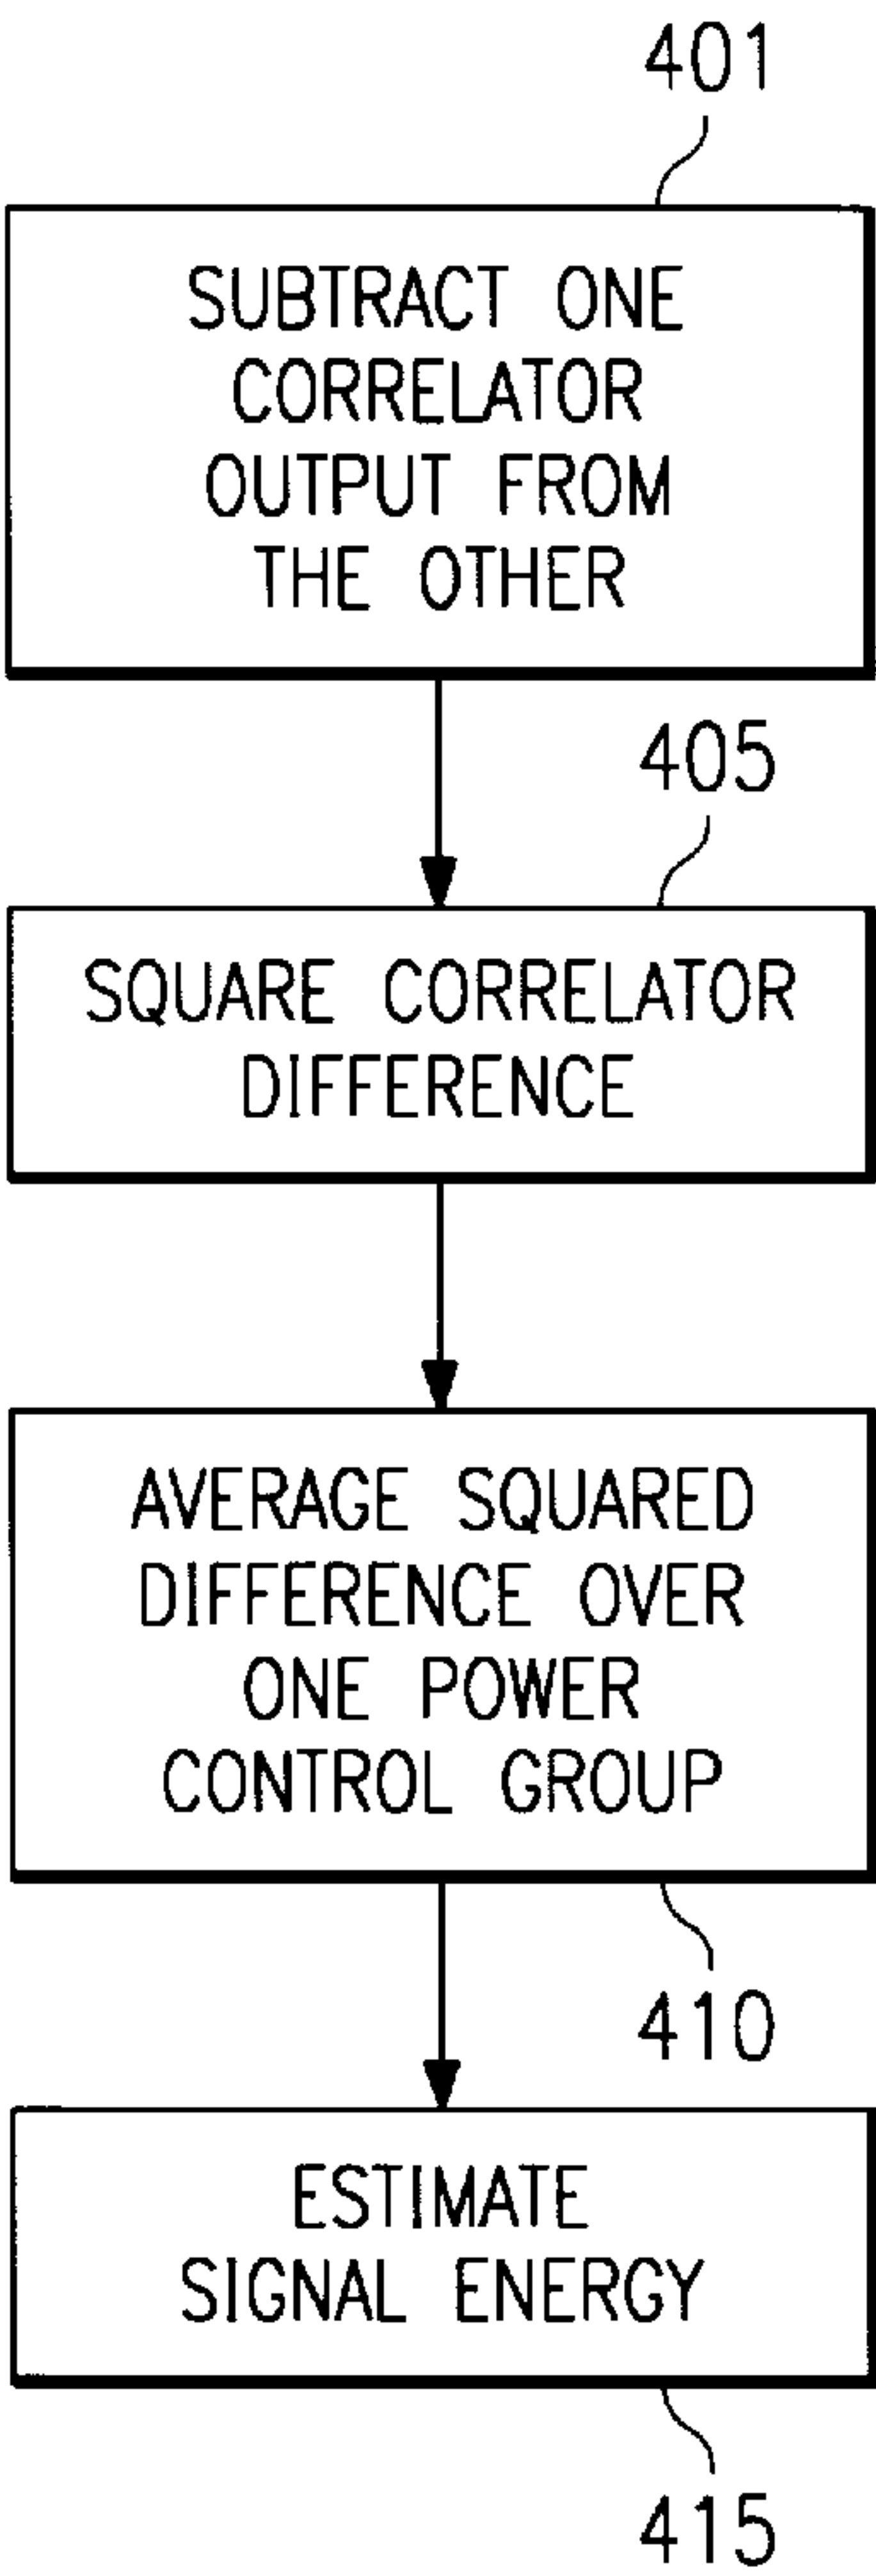 401
SUBTRACT ONE
CORRELATOR
OUTPUT FROM
THE OTHER
405
SQUARE CORRELATOR
DIFFERENCE
AVERAGE SQUARED
DIFFERENCE OVER
ONE POWER
CONTROL GROUP
410
ESTIMATE
SIGNAL ENERGY
415